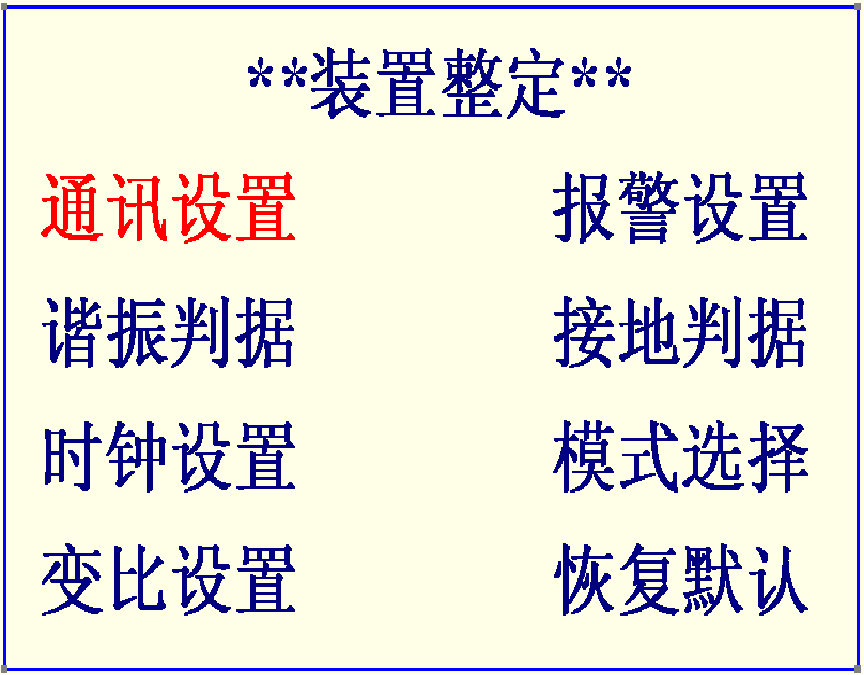 **装置整定**
通讯设置 报警设置
谐振判据 接地判据
时钟设置 模式选择
变比设置 恢复默认